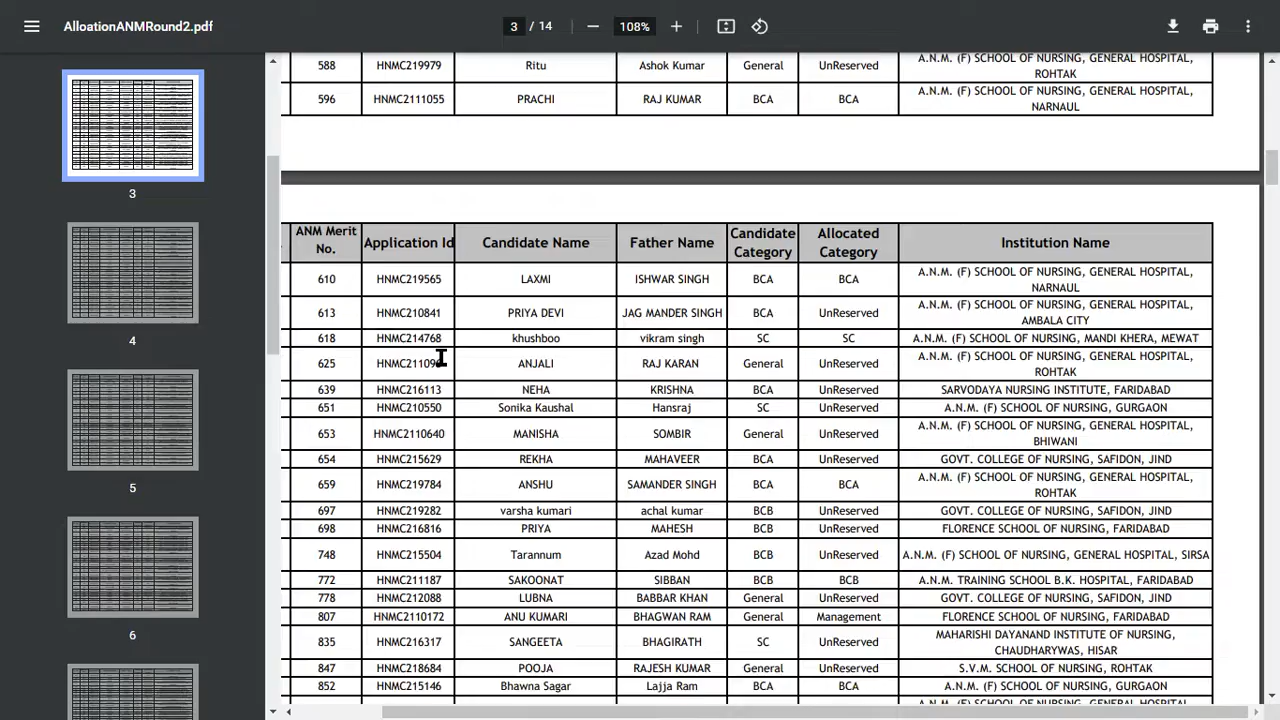 AlloationANMRound2.pdf 3 / 14 108%
588 HNMC219979 Ritu Ashok Kumar General UnReserved A.N.M. (F) SCHOOL OF NURSING, GENERAL HOSPITAL, ROHTAK
596 HNMC2111055 PRACHI RAJ KUMAR BCA BCA A.N.M. (F) SCHOOL OF NURSING, GENERAL HOSPITAL, NARNAUL
ANM Merit No. Application Id Candidate Name Father Name Candidate Category Allocated Category Institution Name
610 HNMC219565 LAXMI ISHWAR SINGH BCA BCA A.N.M. (F) SCHOOL OF NURSING, GENERAL HOSPITAL, NARNAUL
613 HNMC210841 PRIYA DEVI JAG MANDER SINGH BCA UnReserved A.N.M. (F) SCHOOL OF NURSING, GENERAL HOSPITAL, AMBALA CITY
618 HNMC214768 khushboo vikram singh SC SC A.N.M. (F) SCHOOL OF NURSING, MANDI KHERA, MEWAT
625 ANJALI RAJ KARAN General UnReserved A.N.M. (F) SCHOOL OF NURSING, GENERAL HOSPITAL, ROHTAK
639 HNMC216113 NEHA KRISHNA BCA UnReserved SARVODAYA NURSING INSTITUTE, FARIDABAD
651 HNMC210550 Sonika Kaushal Hansraj SC UnReserved A.N.M. (F) SCHOOL OF NURSING, GURGAON
653 HNMC2110640 MANISHA SOMBIR General UnReserved A.N.M. (F) SCHOOL OF NURSING, GENERAL HOSPITAL, BHIWANI
654 HNMC215629 REKHA MAHAVEER BCA UnReserved GOVT. COLLEGE OF NURSING, SAFIDON, JIND
659 HNMC219784 ANSHU SAMANDER SINGH BCA BCA A.N.M. (F) SCHOOL OF NURSING, GENERAL HOSPITAL, ROHTAK
697 HNMC219282 varsha kumari achal kumar BCB UnReserved GOVT. COLLEGE OF NURSING, SAFIDON, JIND
698 HNMC216816 PRIYA MAHESH BCB UnReserved FLORENCE SCHOOL OF NURSING, FARIDABAD
748 HNMC215504 Tarannum Azad Mohd BCB UnReserved A.N.M. (F) SCHOOL OF NURSING, GENERAL HOSPITAL, SIRSA
772 HNMC211187 SAKOONAT SIBBAN BCB BCB A.N.M. TRAINING SCHOOL B.K. HOSPITAL, FARIDABAD
778 HNMC212088 LUBNA BABBAR KHAN General UnReserved GOVT. COLLEGE OF NURSING, SAFIDON, JIND
807 HNMC2110172 ANU KUMARI BHAGWAN RAM General Management FLORENCE SCHOOL OF NURSING, FARIDABAD
835 HNMC216317 SANGEETA BHAGIRATH SC UnReserved MAHARISHI DAYANAND INSTITUTE OF NURSING, CHAUDHARYWAS, HISAR
847 HNMC218684 POOJA RAJESH KUMAR General UnReserved S.V.M. SCHOOL OF NURSING, ROHTAK
852 HNMC215146 Bhawna Sagar Lajja Ram BCA BCA A.N.M. (F) SCHOOL OF NURSING, GURGAON
3
4
5
6